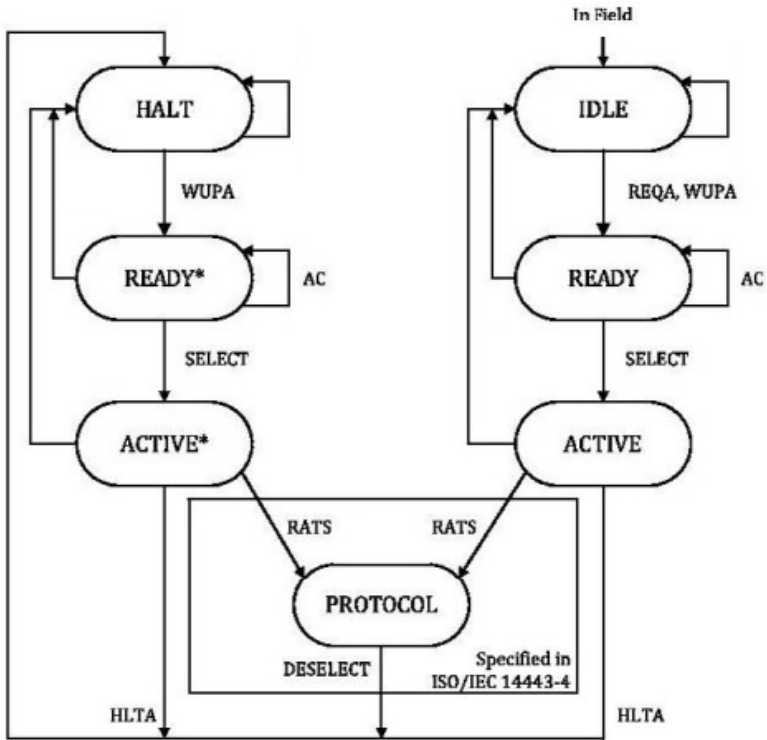 In Field
HALT
IDLE
WUPA
REQA, WUPA
READY*
AC
READY
AC
SELECT
SELECT
ACTIVE*
ACTIVE
RATS
RATS
PROTOCOL
DESELECT
Specified in
ISO/IEC 14443-4
HLTA
HLTA